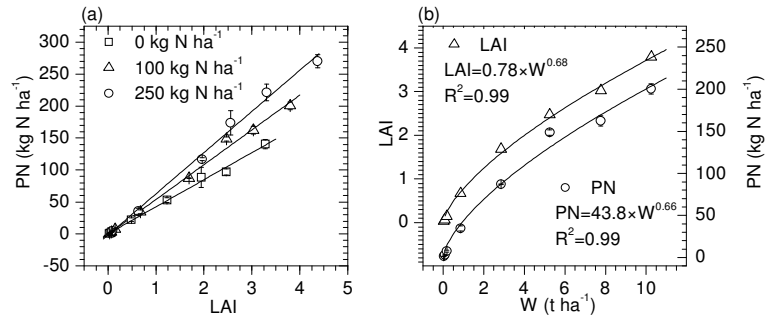 (a)
0 kg N ha⁻¹
100 kg N ha⁻¹
250 kg N ha⁻¹
PN (kg N ha⁻¹)
300
250
200
150
100
50
0
-50
0 1 2 3 4 5
LAI
(b)
LAI
LAI=0.78×W^0.68
R²=0.99
PN
PN=43.8×W^0.66
R²=0.99
LAI
4
3
2
1
0
0 2 4 6 8 10
W (t ha⁻¹)
250
200
150
100
50
0
PN (kg N ha⁻¹)